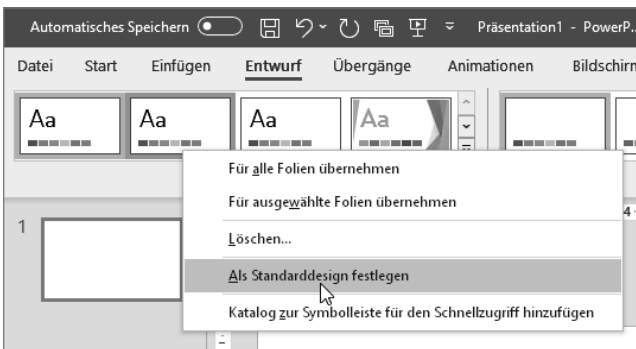 Automatisches Speichern Präsentation1 - PowerP..
Datei Start Einfügen Entwurf Übergänge Animationen Bildschirm
Aa Aa Aa Aa
Für alle Folien übernehmen
Für ausgewählte Folien übernehmen
1
4
Löschen...
Als Standarddesign festlegen
Katalog zur Symbolleiste für den Schnellzugriff hinzufügen